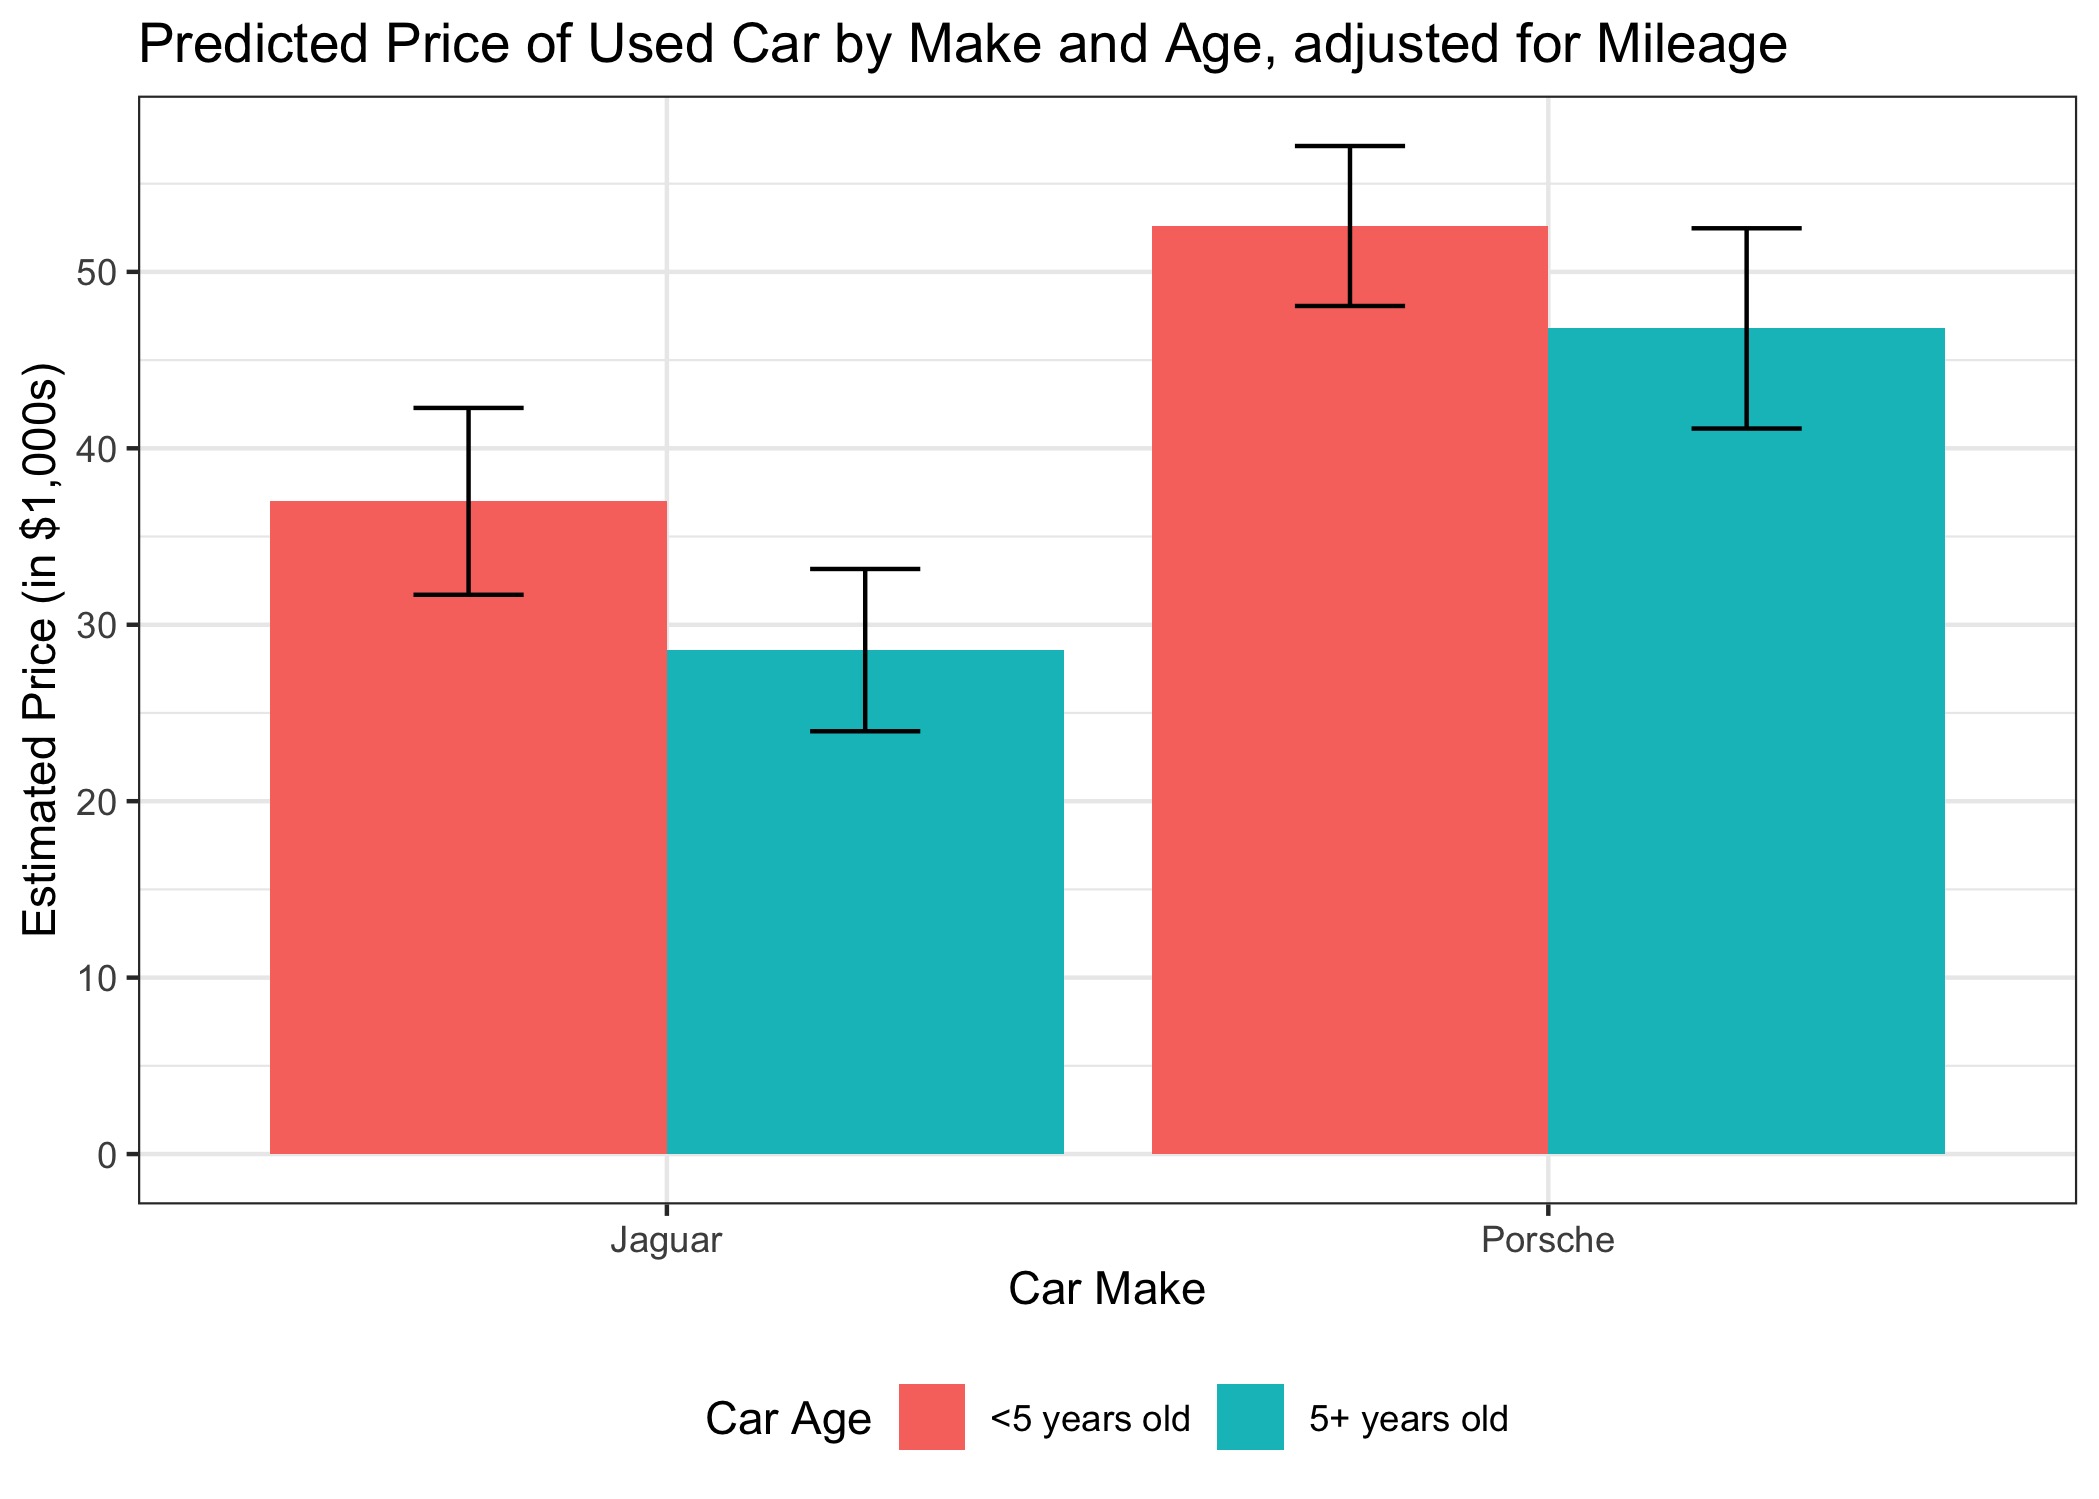 Predicted Price of Used Car by Make and Age, adjusted for Mileage
Estimated Price (in $1,000s)
50
40
30
20
10
0
Jaguar Porsche
Car Make
Car Age <5 years old 5+ years old